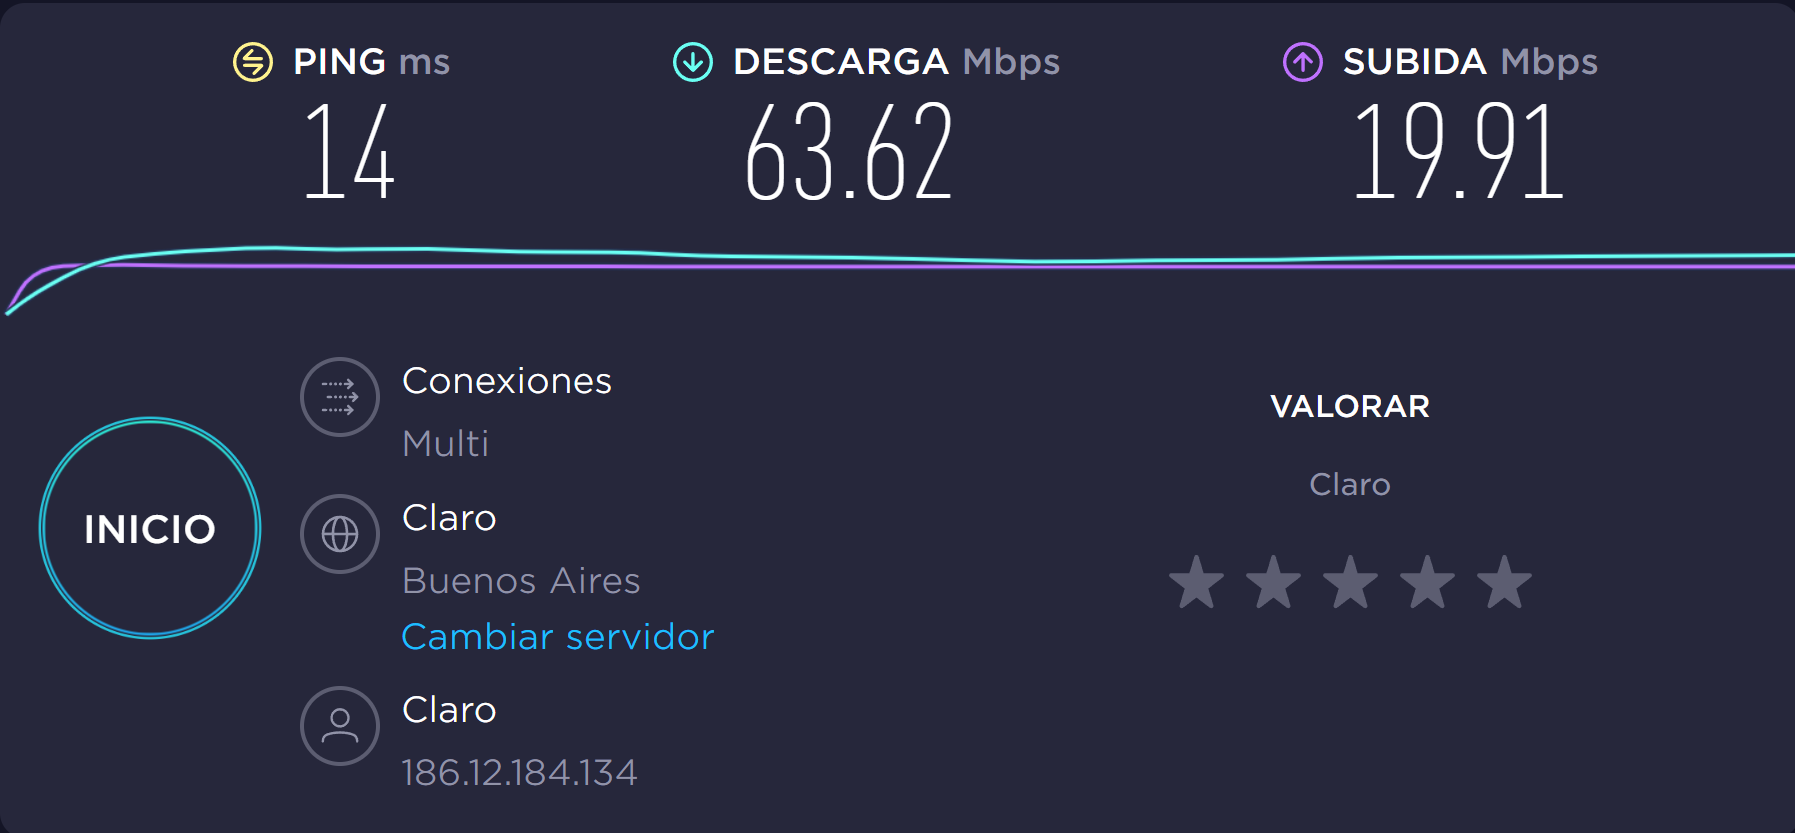 PING ms
14
DESCARGA Mbps
63.62
SUBIDA Mbps
19.91
INICIO
Conexiones
Multi
Claro
Buenos Aires
Cambiar servidor
Claro
186.12.184.134
VALORAR
Claro